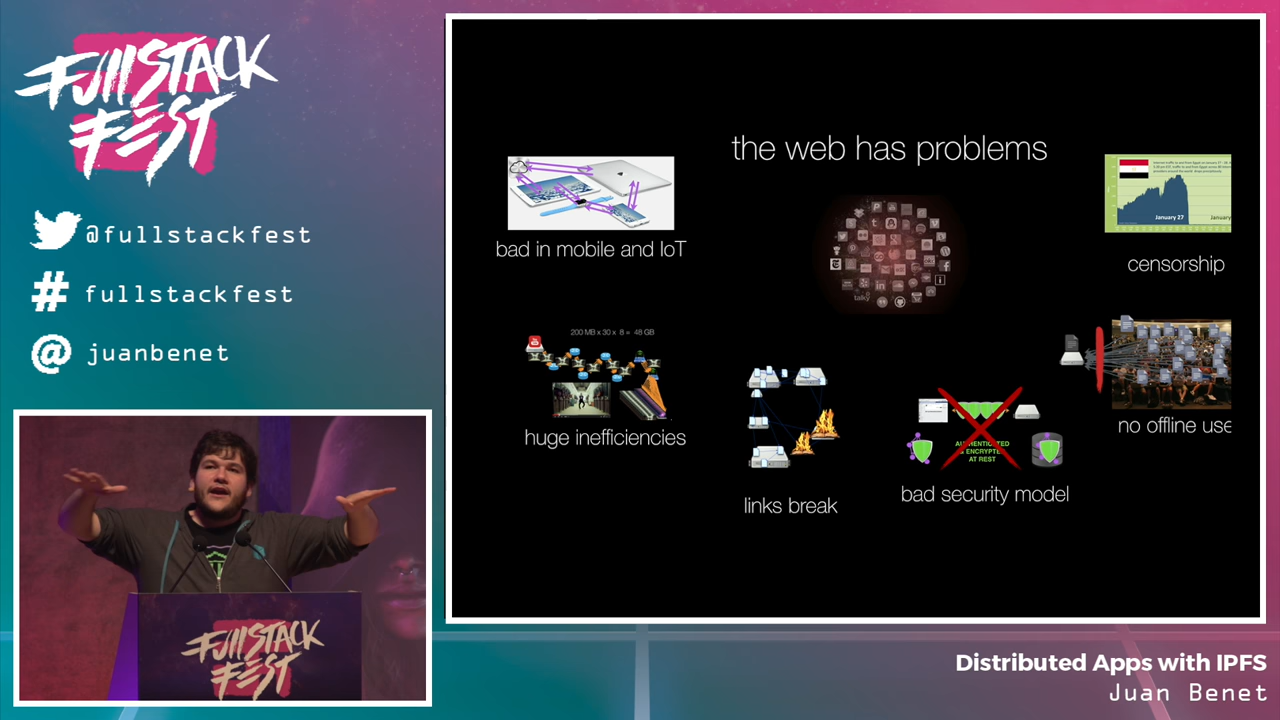 FullStack
Fest
@fullstackfest
# fullstackfest
@ juanbenet
FullStack
Fest
the web has problems
bad in mobile and IoT
January 27
January
censorship
200 MB x 30 x 8 = 48 GB
huge inefficiencies
links break
AUTHENTICATED
& ENCRYPTED
AT REST
bad security model
no offline use
talky
Distributed Apps with IPFS
Juan Benet